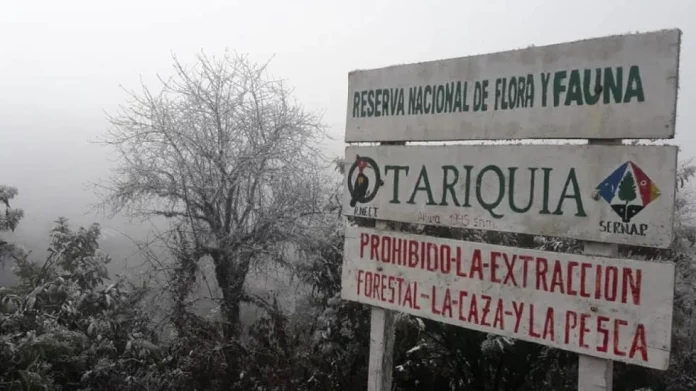 RESERVA NACIONAL DE FLORA Y FAUNA
TARIQUIA
SERNAP
PROHIBIDO-LA-EXTRACCION
FORESTAL-LA-CAZA-Y LA PESCA